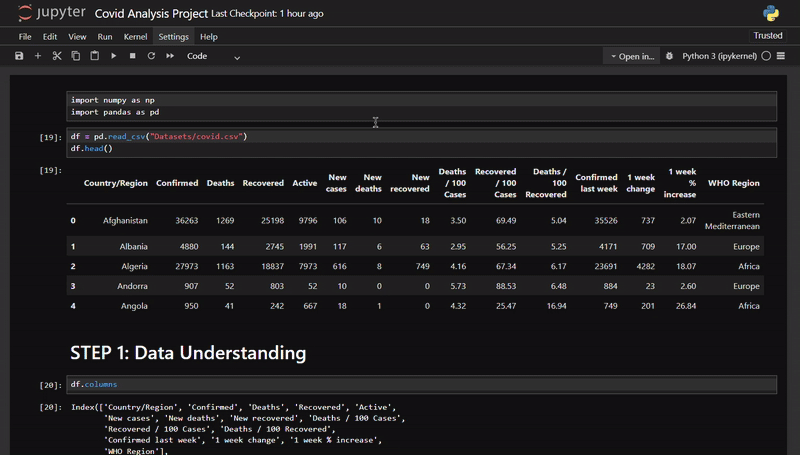 jupyter Covid Analysis Project Last Checkpoint: 1 hour ago
File Edit View Run Kernel Settings Help Trusted
Code Open in... Python 3 (ipykernel)
import numpy as np
import pandas as pd
[19]: df = pd.read_csv("Datasets/covid.csv")
df.head()
[19]:
Country/Region Confirmed Deaths Recovered Active New cases New deaths New recovered Deaths / 100 Cases Recovered / 100 Cases Deaths / 100 Recovered Confirmed last week 1 week change 1 week % increase WHO Region
0 Afghanistan 36263 1269 25198 9796 106 10 18 3.50 69.49 5.04 35526 737 2.07 Eastern Mediterranean
1 Albania 4880 144 2745 1991 117 6 63 2.95 56.25 5.25 4171 709 17.00 Europe
2 Algeria 27973 1163 18837 7973 616 8 749 4.16 67.34 6.17 23691 4282 18.07 Africa
3 Andorra 907 52 803 52 10 0 0 5.73 88.53 6.48 884 23 2.60 Europe
4 Angola 950 41 242 667 18 1 0 4.32 25.47 16.94 749 201 26.84 Africa
STEP 1: Data Understanding
[20]: df.columns
[20]: Index(['Country/Region', 'Confirmed', 'Deaths', 'Recovered', 'Active',
'New cases', 'New deaths', 'New recovered', 'Deaths / 100 Cases',
'Recovered / 100 Cases', 'Deaths / 100 Recovered',
'Confirmed last week', '1 week change', '1 week % increase',
'WHO Region'],